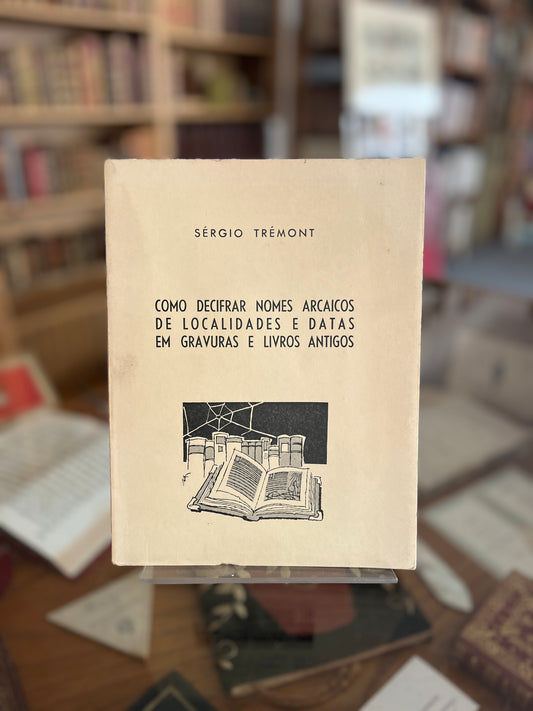 SÉRGIO TRÉMONT
COMO DECIFRAR NOMES ARCAICOS
DE LOCALIDADES E DATAS
EM GRAVURAS E LIVROS ANTIGOS